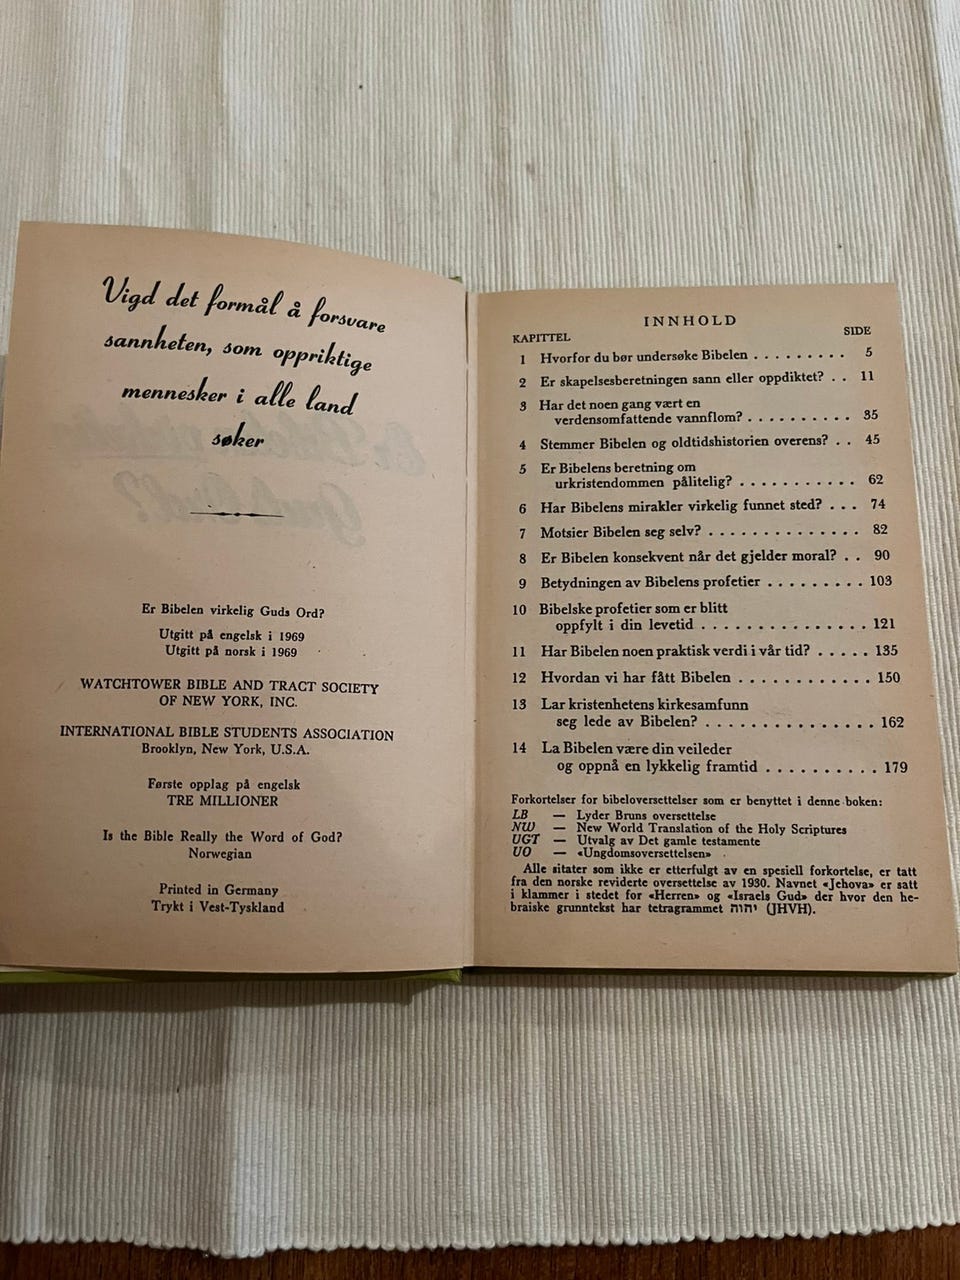 Vigd det formål å forsvare
sannheten, som oppriktige
mennesker i alle land
søker
Er Bibelen virkelig Guds Ord?
Utgitt på engelsk i 1969
Utgitt på norsk i 1969
WATCHTOWER BIBLE AND TRACT SOCIETY
OF NEW YORK, INC.
INTERNATIONAL BIBLE STUDENTS ASSOCIATION
Brooklyn, New York, U.S.A.
Første opplag på engelsk
TRE MILLIONER
Is the Bible Really the Word of God?
Norwegian
Printed in Germany
Trykt i Vest-Tyskland
INNHOLD
KAPITTEL SIDE
1 Hvorfor du bør undersøke Bibelen . . . . . . . . . 5
2 Er skapelsesberetningen sann eller oppdiktet? . . 11
3 Har det noen gang vært en
verdensomfattende vannflom? . . . . . . . . . . 35
4 Stemmer Bibelen og oldtidshistorien overens? . . 45
5 Er Bibelens beretning om
urkristendommen pålitelig? . . . . . . . . . . . 62
6 Har Bibelens mirakler virkelig funnet sted? . . . 74
7 Motsier Bibelen seg selv? . . . . . . . . . . . . . . 82
8 Er Bibelen konsekvent når det gjelder moral? . . 90
9 Betydningen av Bibelens profetier . . . . . . . . . 103
10 Bibelske profetier som er blitt
oppfylt i din levetid . . . . . . . . . . . . . . . 121
11 Har Bibelen noen praktisk verdi i vår tid? . . . . . 135
12 Hvordan vi har fått Bibelen . . . . . . . . . . . . 150
13 Lar kristenhetens kirkesamfunn
seg lede av Bibelen? . . . . . . . . . . . . . . . 162
14 La Bibelen være din veileder
og oppnå en lykkelig framtid . . . . . . . . . . 179
Forkortelser for bibeloversettelser som er benyttet i denne boken:
LB — Lyder Bruns oversettelse
NW — New World Translation of the Holy Scriptures
UGT — Utvalg av Det gamle testamente
UO — «Ungdomsoversettelsen»
Alle sitater som ikke er etterfulgt av en spesiell forkortelse, er tatt
fra den norske reviderte oversettelse av 1930. Navnet «Jehova» er satt
i klammer i stedet for «Herren» og «Israels Gud» der hvor den he-
braiske grunntekst har tetragrammet יהוה (JHVH).